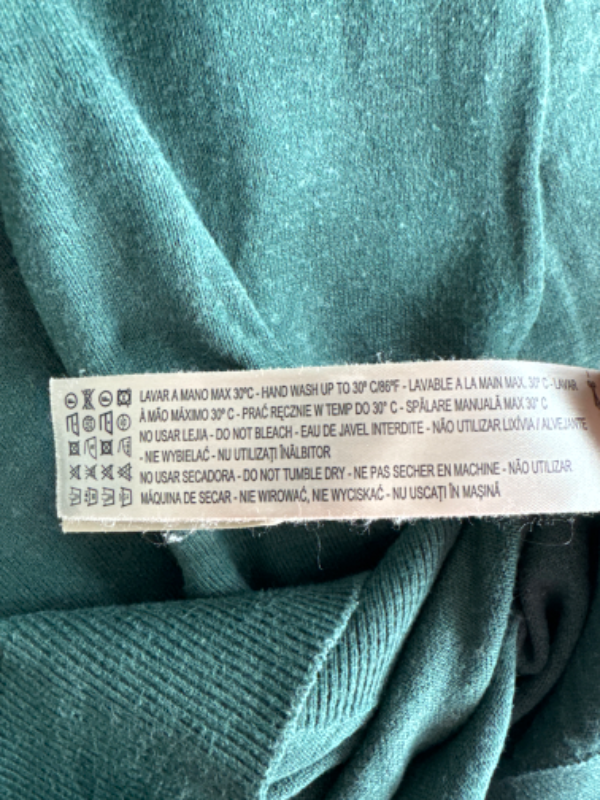 LAVAR A MANO MAX 30ºC - HAND WASH UP TO 30º C/86ºF - LAVABLE A LA MAIN MAX. 30º C - LAVAR
À MÃO MÁXIMO 30º C - PRAĆ RĘCZNIE W TEMP DO 30° C - SPĂLARE MANUALĂ MAX 30° C
NO USAR LEJIA - DO NOT BLEACH - EAU DE JAVEL INTERDITE - NÃO UTILIZAR LIXÍVIA / ALVEJANTE
- NIE WYBIELAĆ - NU UTILIZAȚI ÎNĂLBITOR
NO USAR SECADORA - DO NOT TUMBLE DRY - NE PAS SECHER EN MACHINE - NÃO UTILIZAR
MÁQUINA DE SECAR - NIE WIROWAĆ, NIE WYCISKAĆ - NU USCAȚI ÎN MAȘINĂ